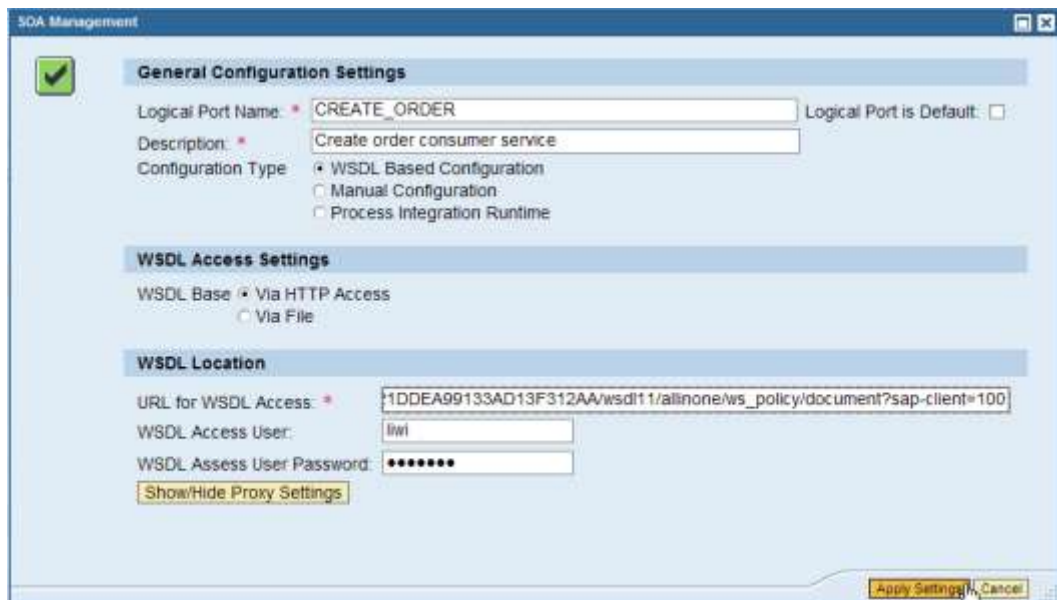 SOA Management
General Configuration Settings
Logical Port Name: * CREATE_ORDER Logical Port is Default:
Description: * Create order consumer service
Configuration Type WSDL Based Configuration
Manual Configuration
Process Integration Runtime
WSDL Access Settings
WSDL Base Via HTTP Access
Via File
WSDL Location
URL for WSDL Access: * 1DDEA99133AD13F312AA/wsdl11/allinone/ws_policy/document?sap-client=100
WSDL Access User: liwi
WSDL Assess User Password: •••••••
Show/Hide Proxy Settings
Apply Settings Cancel